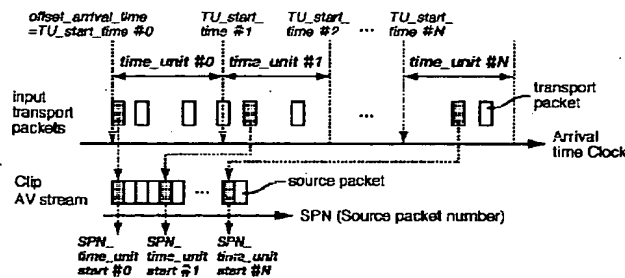 offset_arrival_time
=TU_start_time #0
TU_start_
time #1
TU_start_
time #2
...
TU_start_
time #N
time_unit #0
time_unit #1
time_unit #N
input
transport
packets
...
transport
packet
Arrival
time Clock
Clip
AV stream
...
source packet
SPN (Source packet number)
SPN_
time_unit
start #0
SPN_
time_unit
start #1
SPN_
time_unit
start #N